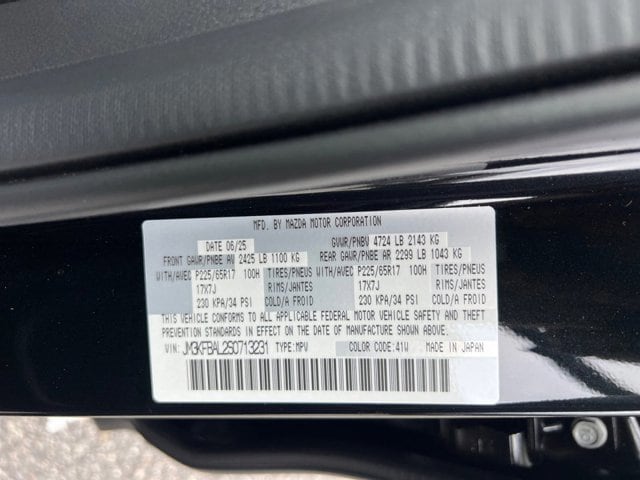 MFD. BY MAZDA MOTOR CORPORATION
DATE 06/25 GVWR/PNBV 4724 LB 2143 KG
FRONT GAWR/PNBE AV 2425 LB 1100 KG REAR GAWR/PNBE AR 2299 LB 1043 KG
WITH/AVEC P225/65R17 100H TIRES/PNEUS WITH/AVEC P225/65R17 100H TIRES/PNEUS
17X7J RIMS/JANTES 17X7J RIMS/JANTES
230 KPA/34 PSI COLD/A FROID 230 KPA/34 PSI COLD/A FROID
THIS VEHICLE CONFORMS TO ALL APPLICABLE FEDERAL MOTOR VEHICLE SAFETY AND THEFT
PREVENTION STANDARDS IN EFFECT ON THE DATE OF MANUFACTURE SHOWN ABOVE.
VIN: JM3KFBAL2S0713231 TYPE:MPV COLOR CODE:41W MADE IN JAPAN